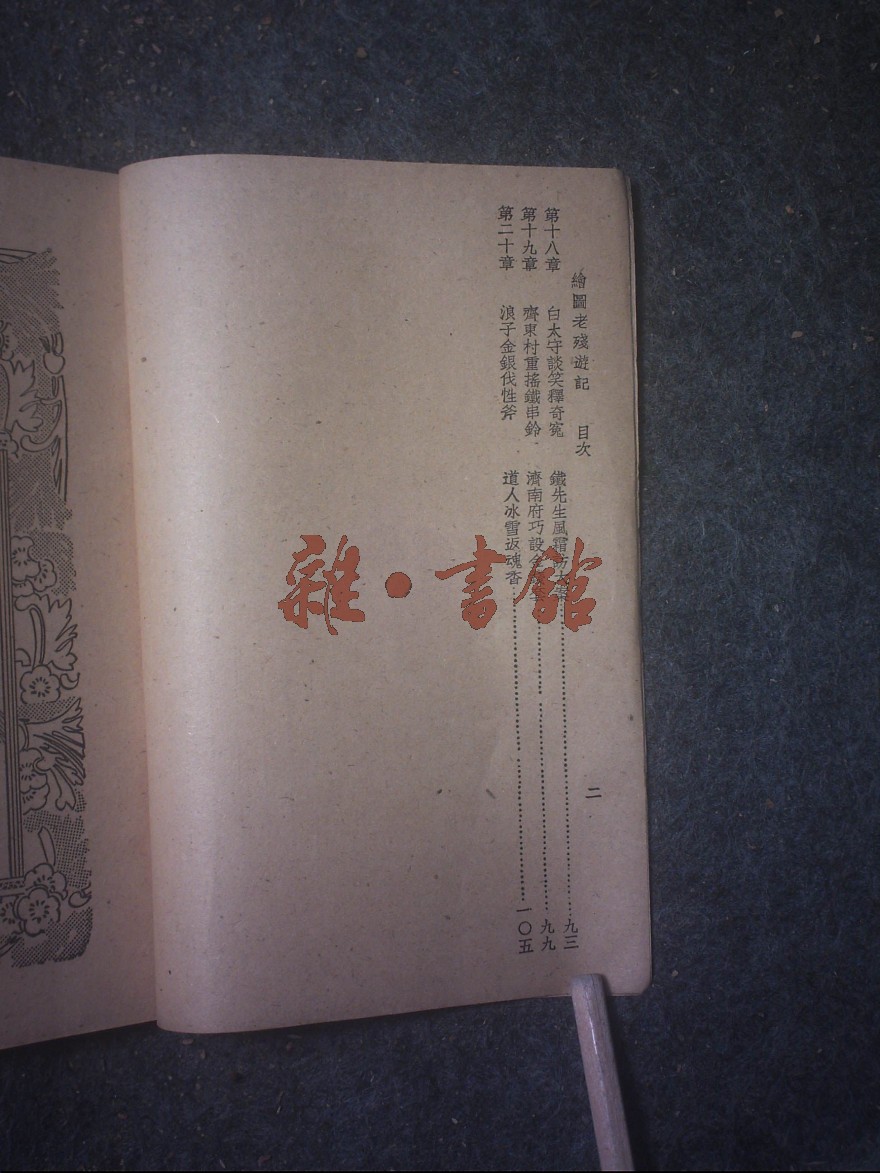 繪圖老殘遊記 目次 二
第十八章 白太守談笑釋奇寃 鐵先生風霜訪大案 九三
第十九章 齊東村重搖鐵串鈴 濟南府巧設金 九九
第二十章 浪子金銀伐性斧 道人冰雪返魂香 一〇五
雜·書館